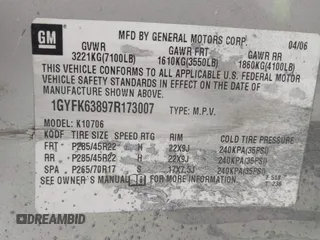 GM
MFD BY GENERAL MOTORS CORP 04/06
GVWR GAWR FRT GAWR RR
3221KG(7100LB) 1610KG(3550LB) 1860KG(4100LB)
THIS VEHICLE CONFORMS TO ALL APPLICABLE U.S. FEDERAL MOTOR
VEHICLE SAFETY STANDARDS IN EFFECT ON THE DATE OF
MANUFACTURE SHOWN ABOVE.
1GYFK63897R173007 TYPE: M.P.V.
MODEL: K10706
TIRE SIZE SPEED RTG RIM COLD TIRE PRESSURE
FRT P285/45R22 H 22X9J 240KPA(35PSI)
RR P285/45R22 H 22X9J 240KPA(35PSI)
SPA P265/70R17 S 17X7.5J 240KPA(35PSI)
SEE OWNER'S MANUAL FOR MORE INFORMATION.
DREAMBID